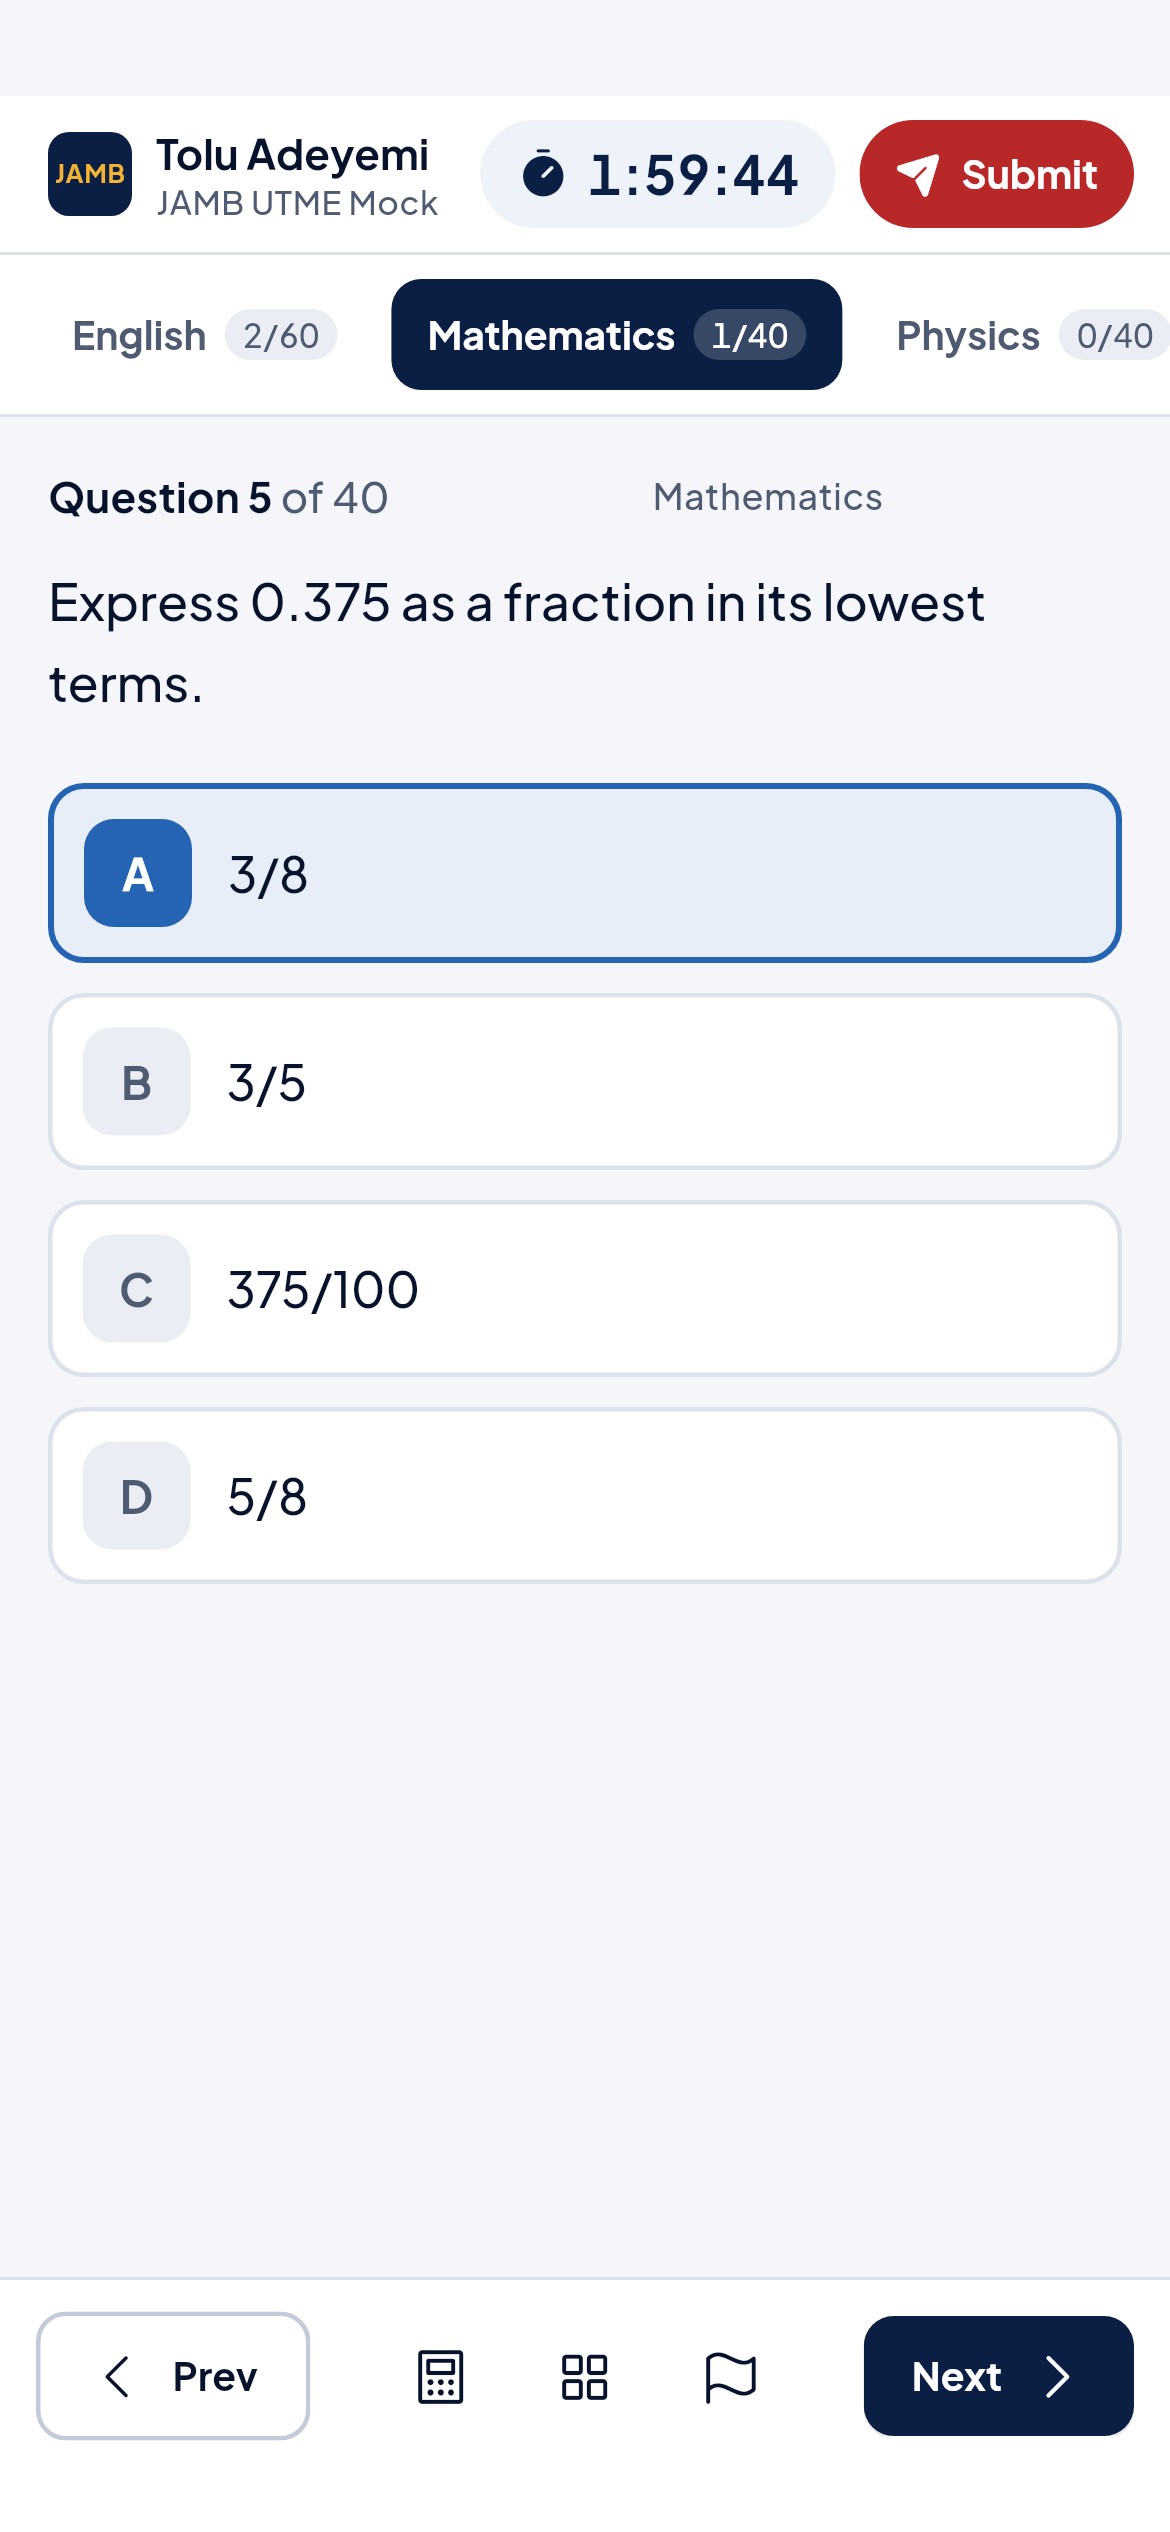 JAMB
Tolu Adeyemi
JAMB UTME Mock
1:59:44
Submit
English 2/60
Mathematics 1/40
Physics 0/40
Question 5 of 40
Mathematics
Express 0.375 as a fraction in its lowest
terms.
A 3/8
B 3/5
C 375/100
D 5/8
Prev
Next